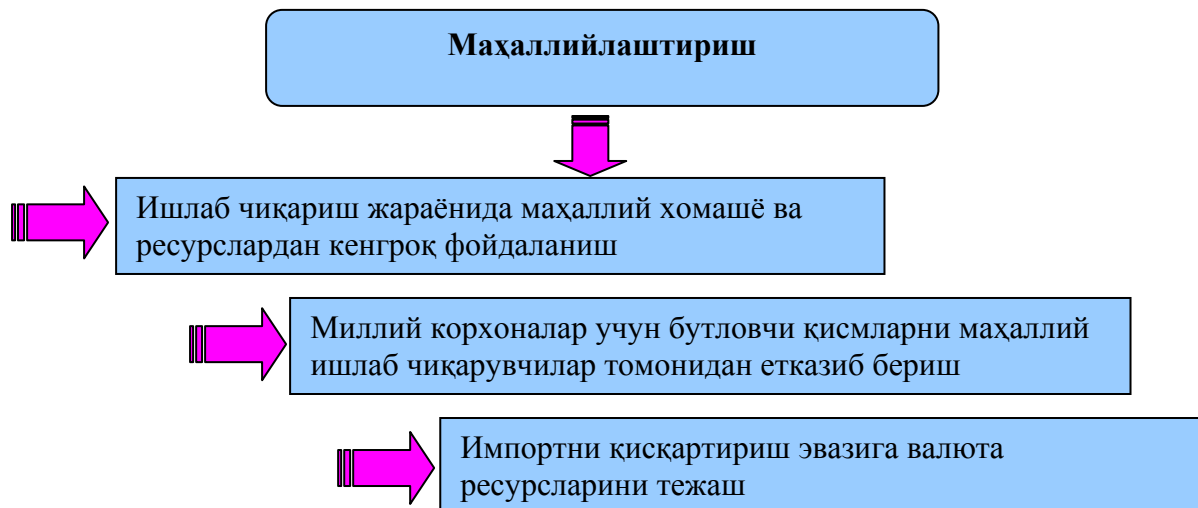 Маҳаллийлаштириш
Ишлаб чиқариш жараёнида маҳаллий хомашё ва
ресурслардан кенгроқ фойдаланиш
Миллий корхоналар учун бутловчи қисмларни маҳаллий
ишлаб чиқарувчилар томонидан етказиб бериш
Импортни қисқартириш эвазига валюта
ресурсларини тежаш